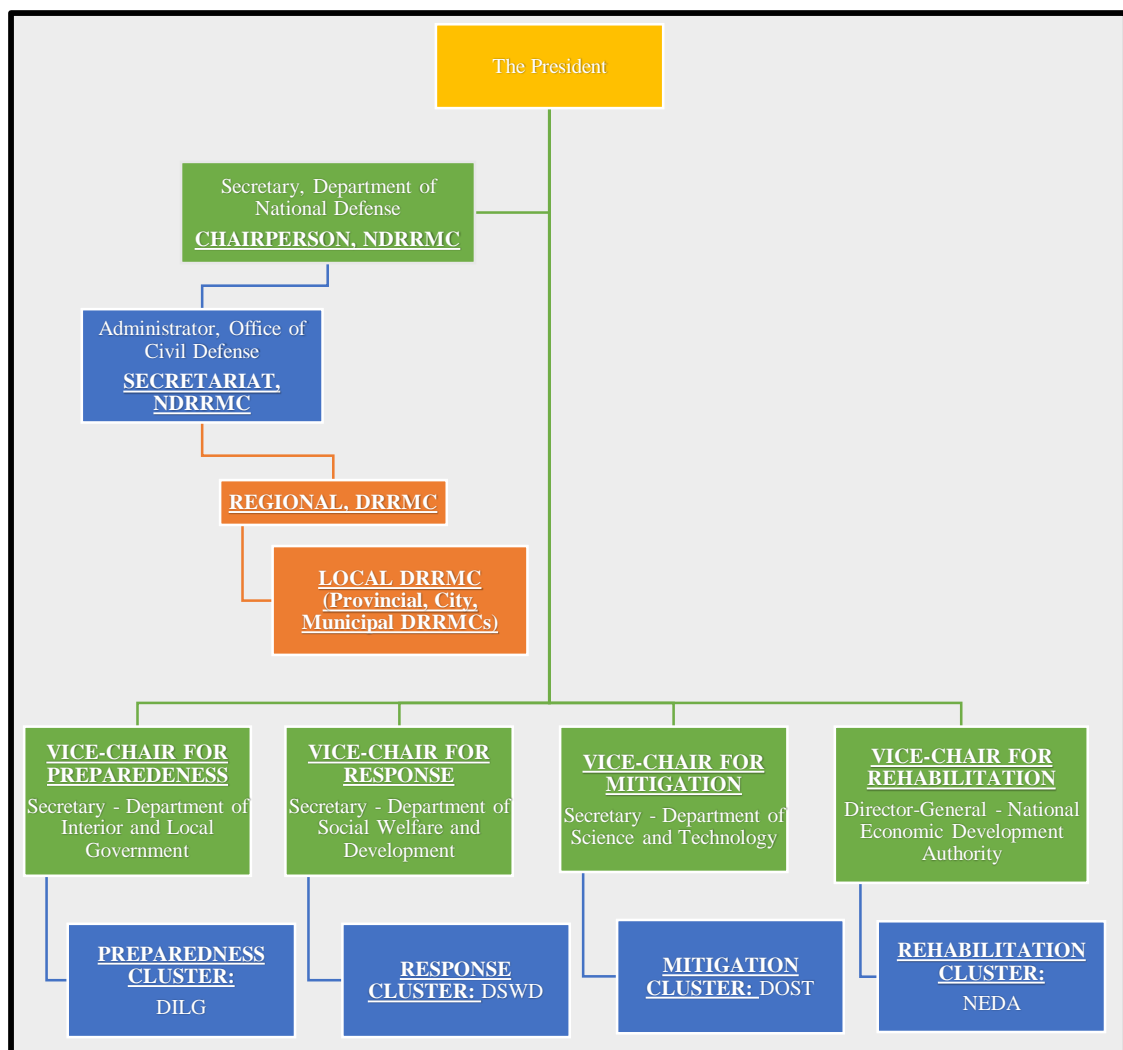 The President
Secretary, Department of
National Defense
CHAIRPERSON, NDRRMC
Administrator, Office of
Civil Defense
SECRETARIAT,
NDRRMC
REGIONAL, DRRMC
LOCAL DRRMC
(Provincial, City,
Municipal DRRMCs)
VICE-CHAIR FOR
PREPAREDENESS
Secretary - Department of
Interior and Local
Government
VICE-CHAIR FOR
RESPONSE
Secretary - Department of
Social Welfare and
Development
VICE-CHAIR FOR
MITIGATION
Secretary - Department of
Science and Technology
VICE-CHAIR FOR
REHABILITATION
Director-General - National
Economic Development
Authority
PREPAREDNESS
CLUSTER:
DILG
RESPONSE
CLUSTER: DSWD
MITIGATION
CLUSTER: DOST
REHABILITATION
CLUSTER:
NEDA